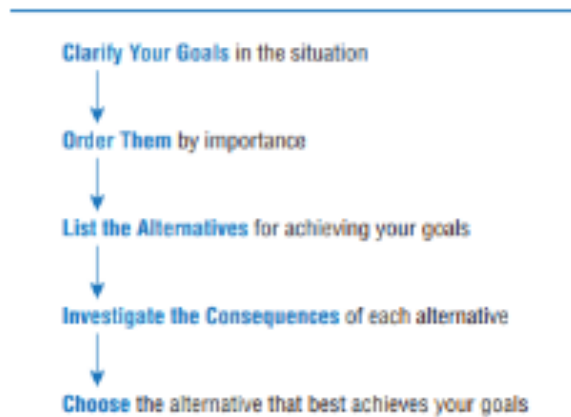 Clarify Your Goals in the situation
Order Them by importance
List the Alternatives for achieving your goals
Investigate the Consequences of each alternative
Choose the alternative that best achieves your goals